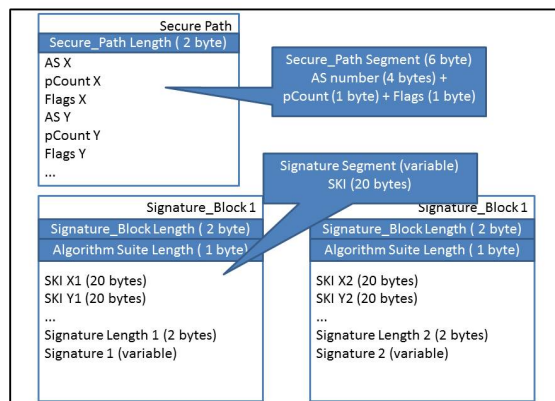 Secure Path
Secure_Path Length ( 2 byte)
AS X
pCount X
Flags X
AS Y
pCount Y
Flags Y
...
Secure_Path Segment (6 byte)
AS number (4 bytes) +
pCount (1 byte) + Flags (1 byte)
Signature Segment (variable)
SKI (20 bytes)
Signature_Block 1
Signature_Block Length ( 2 byte)
Algorithm Suite Length ( 1 byte)
SKI X1 (20 bytes)
SKI Y1 (20 bytes)
...
Signature Length 1 (2 bytes)
Signature 1 (variable)
Signature_Block 1
Signature_Block Length ( 2 byte)
Algorithm Suite Length ( 1 byte)
SKI X2 (20 bytes)
SKI Y2 (20 bytes)
...
Signature Length 2 (2 bytes)
Signature 2 (variable)